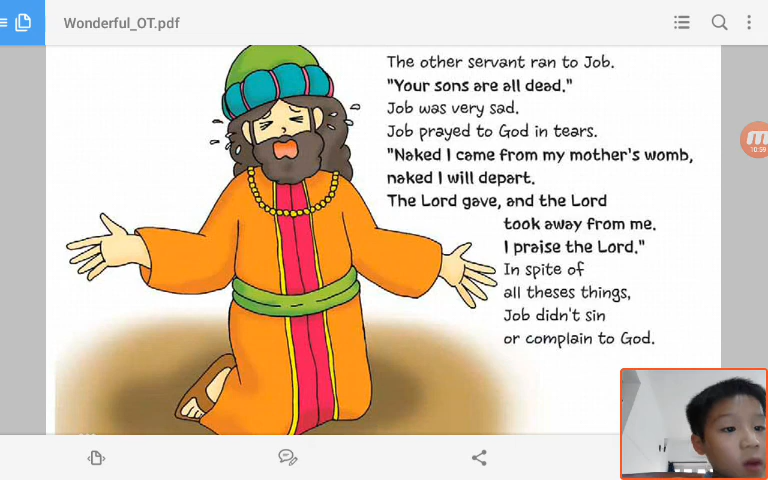 Wonderful_OT.pdf
The other servant ran to Job.
"Your sons are all dead."
Job was very sad.
Job prayed to God in tears.
"Naked I came from my mother's womb,
naked I will depart.
The Lord gave, and the Lord
took away from me.
I praise the Lord."
In spite of
all theses things,
Job didn't sin
or complain to God.
10:59